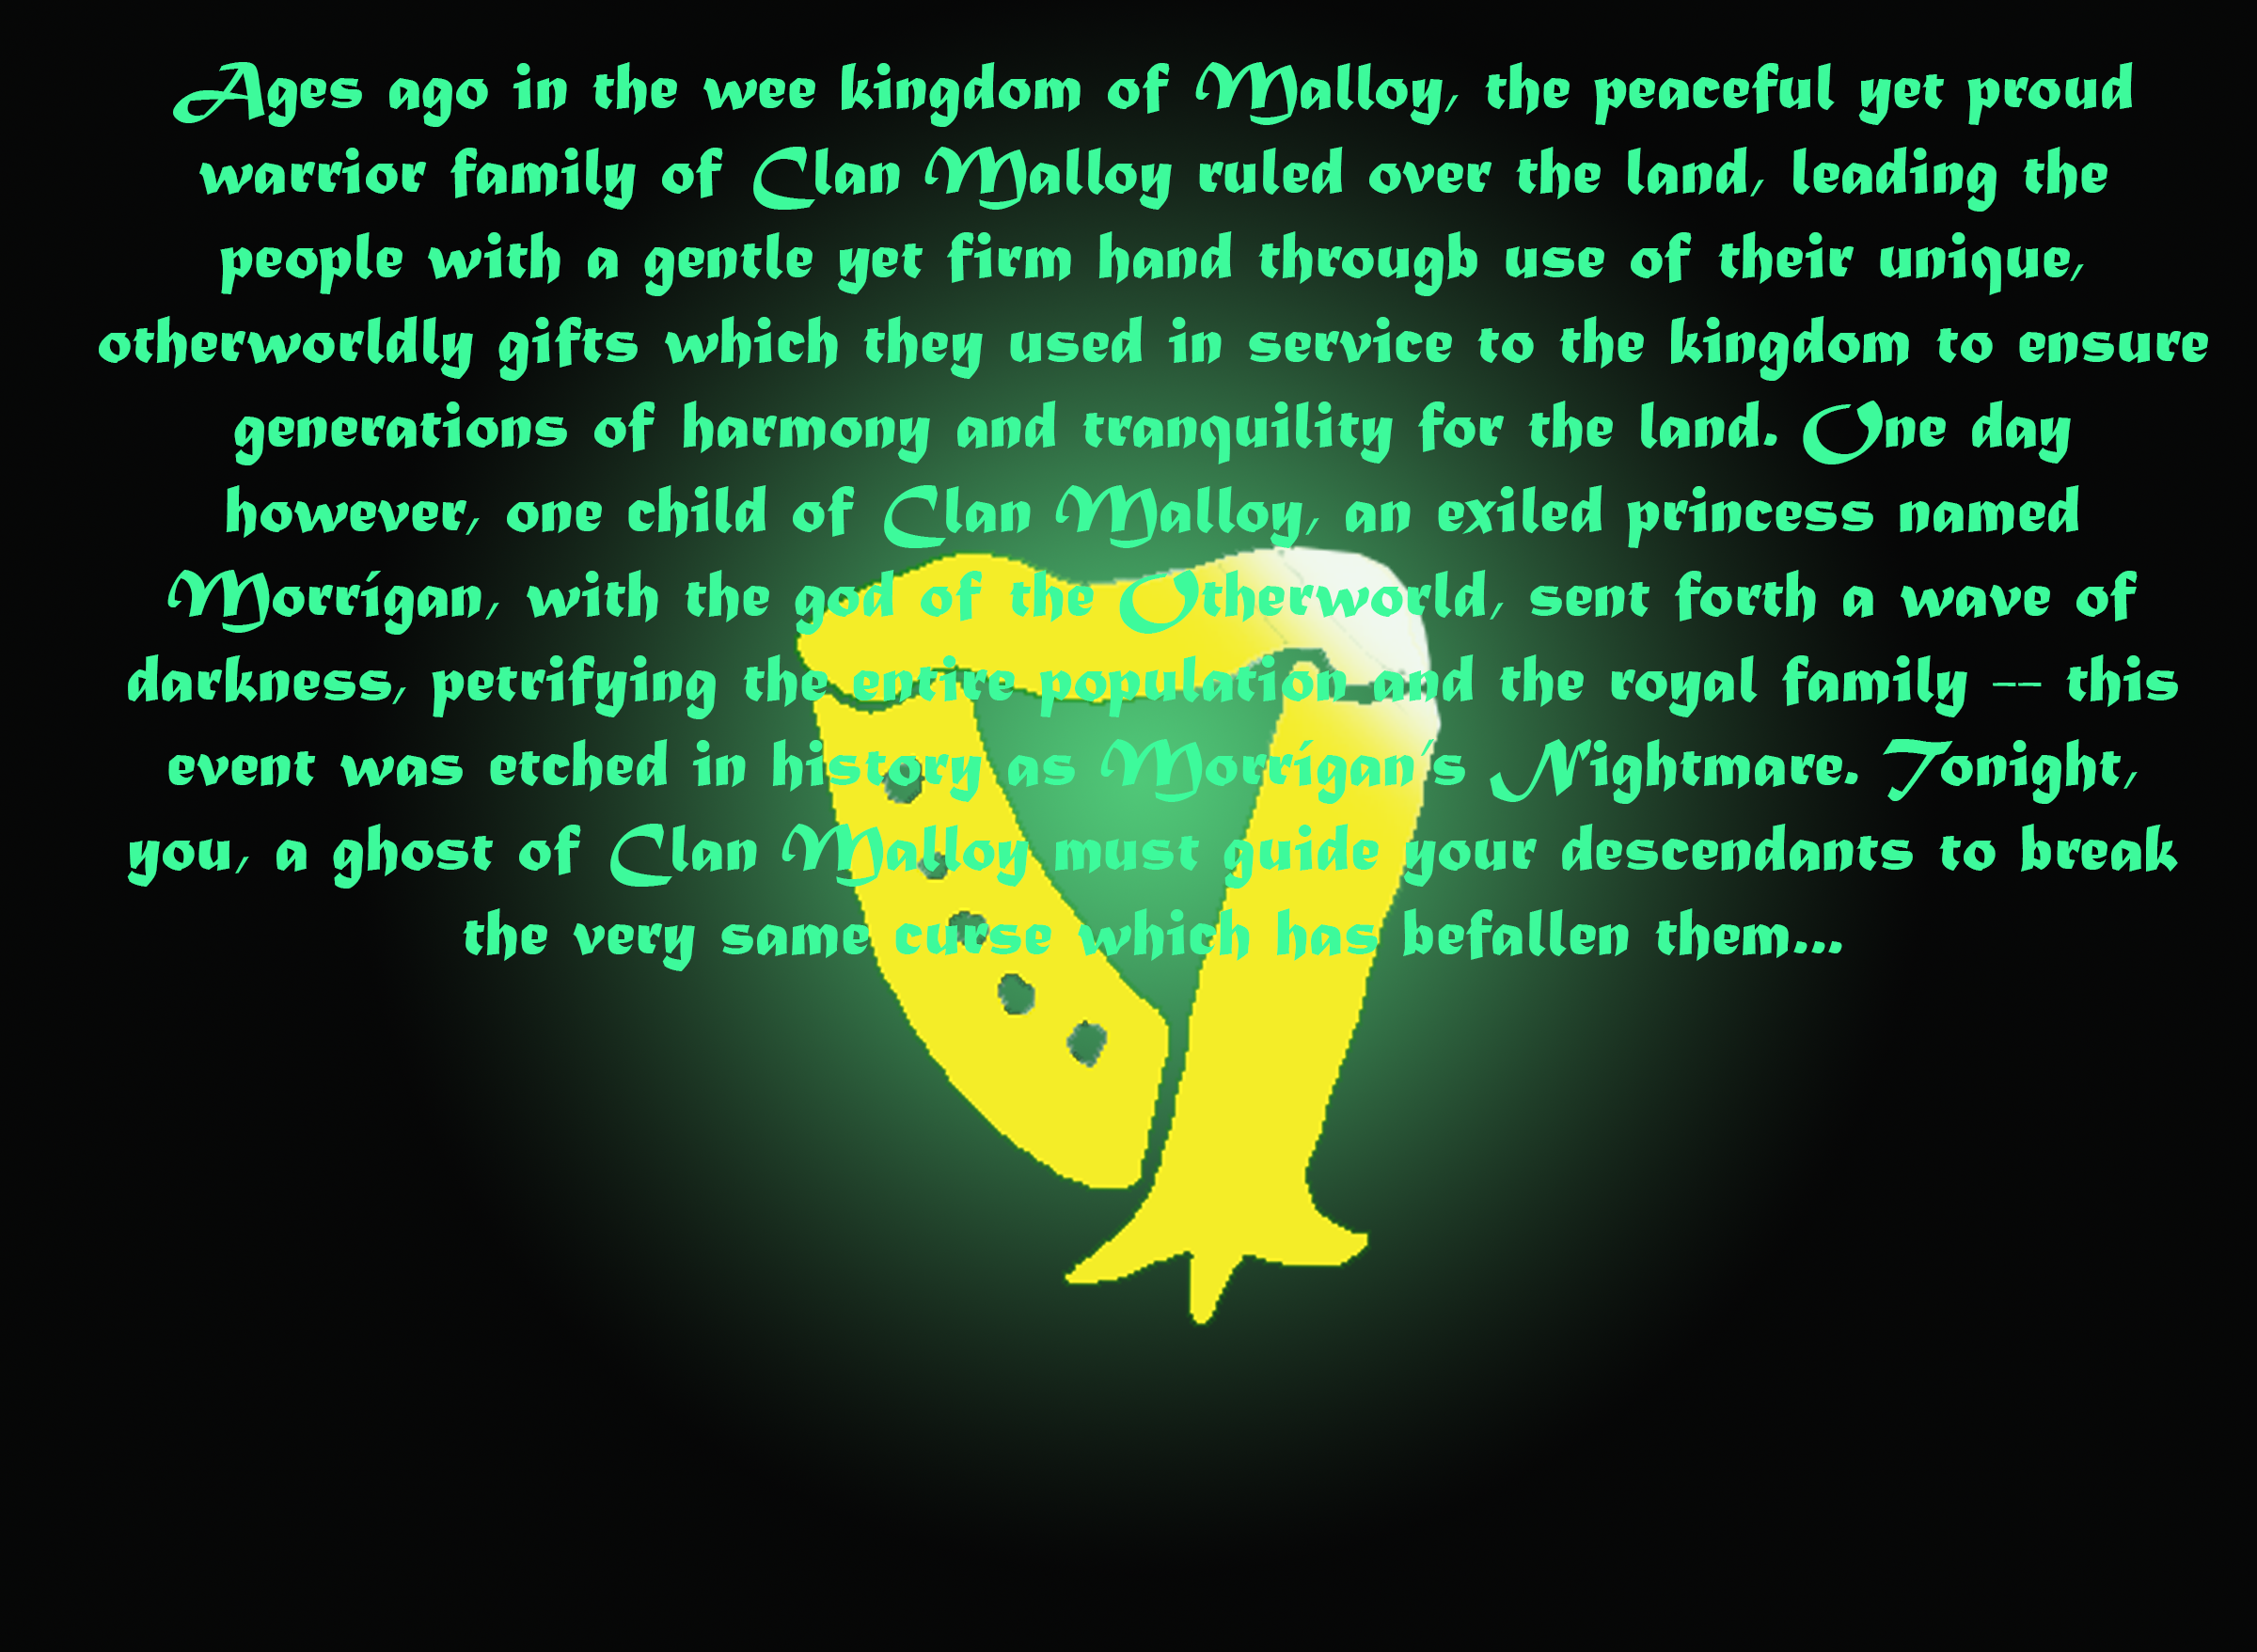 Ages ago in the wee kingdom of Malloy, the peaceful yet proud
warrior family of Clan Malloy ruled over the land, leading the
people with a gentle yet firm hand througb use of their unique,
otherworldly gifts which they used in service to the kingdom to ensure
generations of harmony and tranquility for the land. One day
however, one child of Clan Malloy, an exiled princess named
Morrígan, with the god of the Otherworld, sent forth a wave of
darkness, petrifying the entire population and the royal family -- this
event was etched in history as Morrígan's Nightmare. Tonight,
you, a ghost of Clan Malloy must guide your descendants to break
the very same curse which has befallen them...